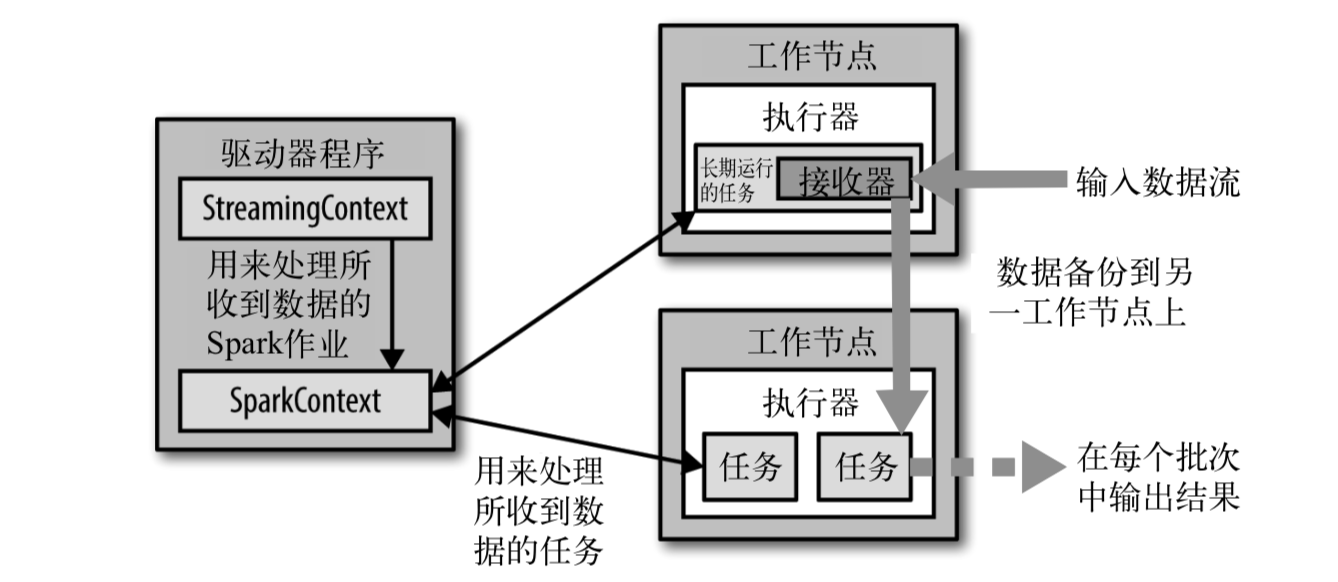 驱动器程序
StreamingContext
用来处理所
收到数据的
Spark作业
SparkContext
用来处理
所收到数
据的任务
工作节点
执行器
长期运行
的任务
接收器
输入数据流
数据备份到另
一工作节点上
工作节点
执行器
任务
任务
在每个批次
中输出结果